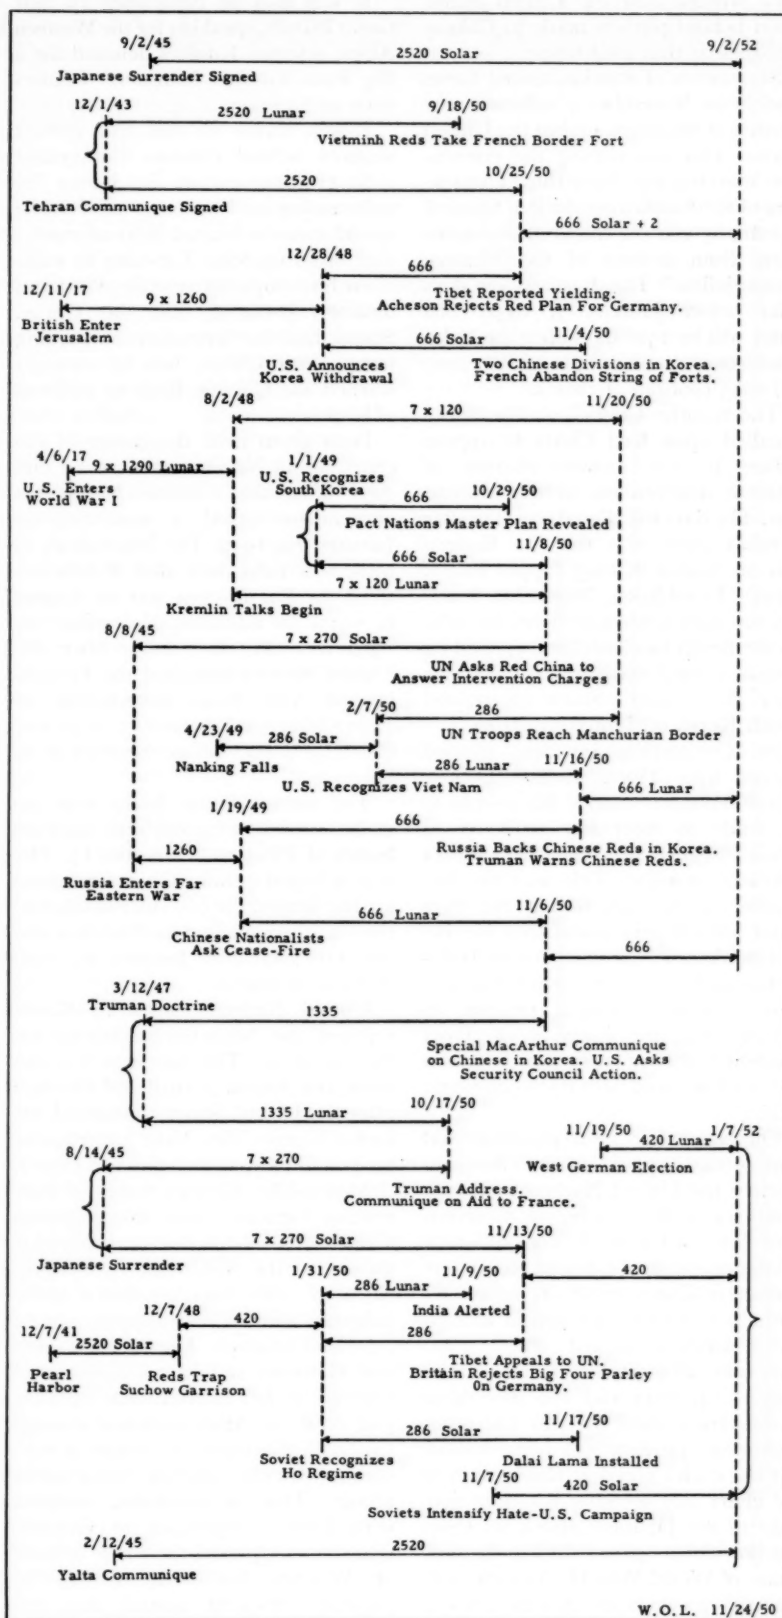 9/2/45 2520 Solar 9/2/52
Japanese Surrender Signed
12/1/43 2520 Lunar 9/18/50
Vietminh Reds Take French Border Fort
2520 10/25/50
Tehran Communique Signed
666 Solar + 2
12/28/48 666
12/11/17 9 x 1260
Tibet Reported Yielding.
Acheson Rejects Red Plan For Germany.
British Enter
Jerusalem
666 Solar 11/4/50
U.S. Announces
Korea Withdrawal
Two Chinese Divisions in Korea.
French Abandon String of Forts.
8/2/48 7 x 120 11/20/50
4/6/17 9 x 1290 Lunar
U.S. Enters
World War I
1/1/49
U.S. Recognizes
South Korea
666 10/29/50
Pact Nations Master Plan Revealed
666 Solar 11/8/50
7 x 120 Lunar
Kremlin Talks Begin
8/8/45 7 x 270 Solar
UN Asks Red China to
Answer Intervention Charges
2/7/50 286
UN Troops Reach Manchurian Border
4/23/49 286 Solar
Nanking Falls
286 Lunar 11/16/50
U.S. Recognizes Viet Nam
666 Lunar
1/19/49 666
Russia Backs Chinese Reds in Korea.
Truman Warns Chinese Reds.
1260
Russia Enters Far
Eastern War
666 Lunar 11/6/50
Chinese Nationalists
Ask Cease-Fire
666
3/12/47
Truman Doctrine
1335
Special MacArthur Communique
on Chinese in Korea. U.S. Asks
Security Council Action.
1335 Lunar 10/17/50
11/19/50 420 Lunar 1/7/52
West German Election
8/14/45 7 x 270
Truman Address.
Communique on Aid to France.
7 x 270 Solar 11/13/50
Japanese Surrender
420
1/31/50 286 Lunar 11/9/50
India Alerted
12/7/48 420
12/7/41 2520 Solar
Pearl
Harbor
Reds Trap
Suchow Garrison
286
Tibet Appeals to UN.
Britain Rejects Big Four Parley
On Germany.
286 Solar 11/17/50
Soviet Recognizes
Ho Regime
Dalai Lama Installed
11/7/50 420 Solar
Soviets Intensify Hate-U.S. Campaign
2/12/45 2520
Yalta Communique
W.O.L. 11/24/50